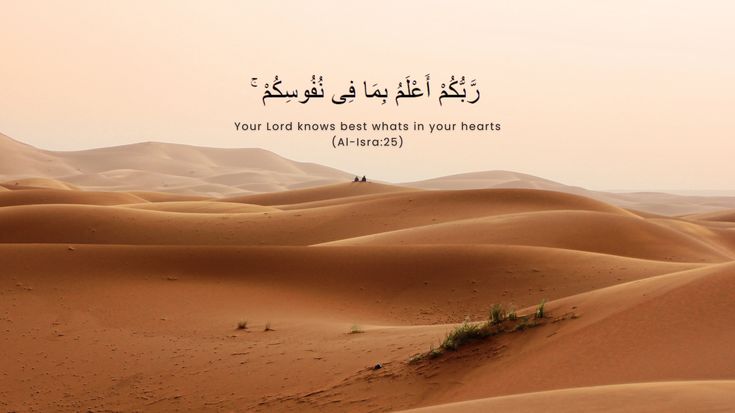 رَّبُّكُمْ أَعْلَمُ بِمَا فِى نُفُوسِكُمْ ۚ
Your Lord knows best whats in your hearts
(Al-Isra:25)